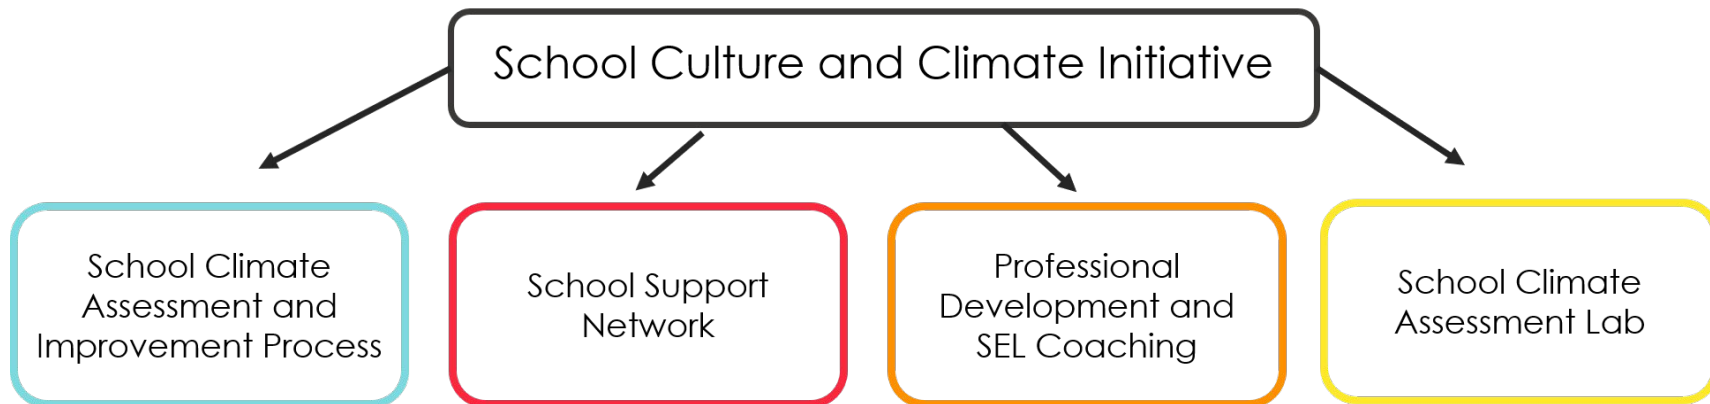 School Culture and Climate Initiative
School Climate
Assessment and
Improvement Process
School Support
Network
Professional
Development and
SEL Coaching
School Climate
Assessment Lab